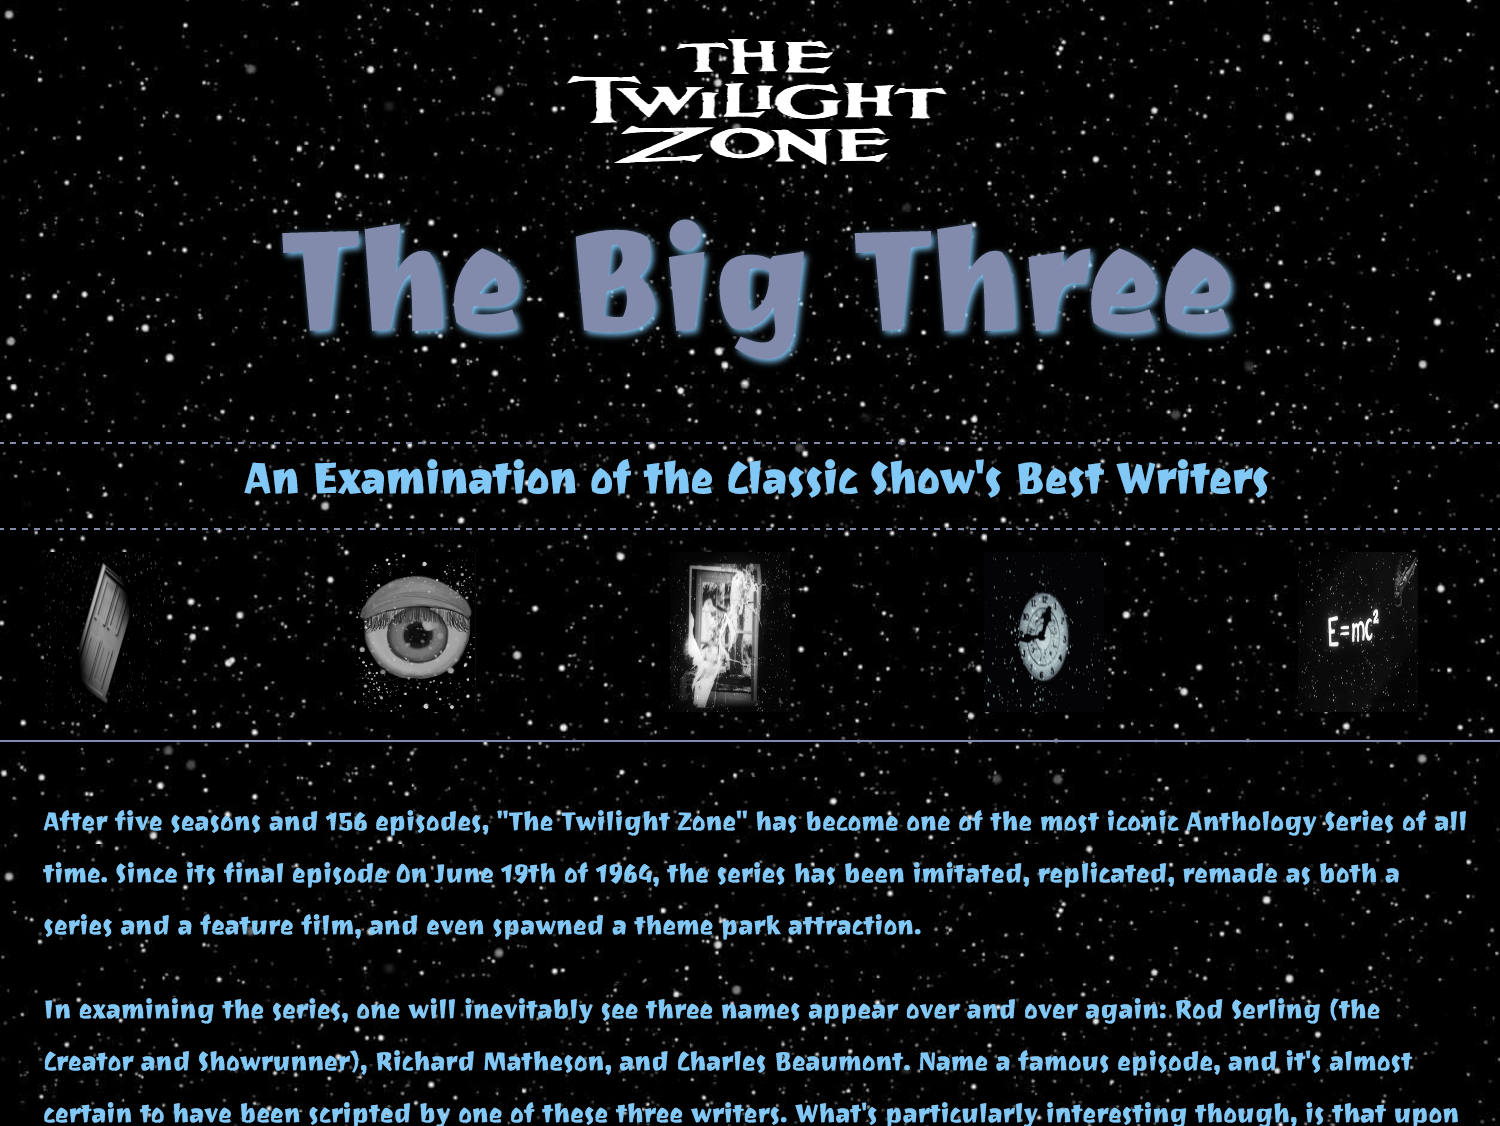 THE
TWILIGHT
ZONE
The Big Three
An Examination of the Classic Show's Best Writers
E=mc²
After five seasons and 156 episodes, "The Twilight Zone" has become one of the most iconic Anthology Series of all
time. Since its final episode On June 19th of 1964, the series has been imitated, replicated, remade as both a
series and a feature film, and even spawned a theme park attraction.
In examining the series, one will inevitably see three names appear over and over again: Rod Serling (the
Creator and Showrunner), Richard Matheson, and Charles Beaumont. Name a famous episode, and it's almost
certain to have been scripted by one of these three writers. What's particularly interesting though, is that upon